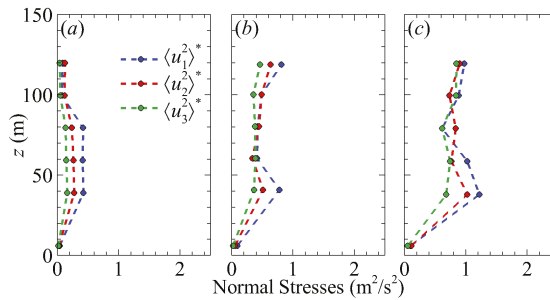 (a)
(b)
(c)
⟨u₁²⟩*
⟨u₂²⟩*
⟨u₃²⟩*
z (m)
150
100
50
0
0 1 2
0 1 2
0 1 2
Normal Stresses (m²/s²)